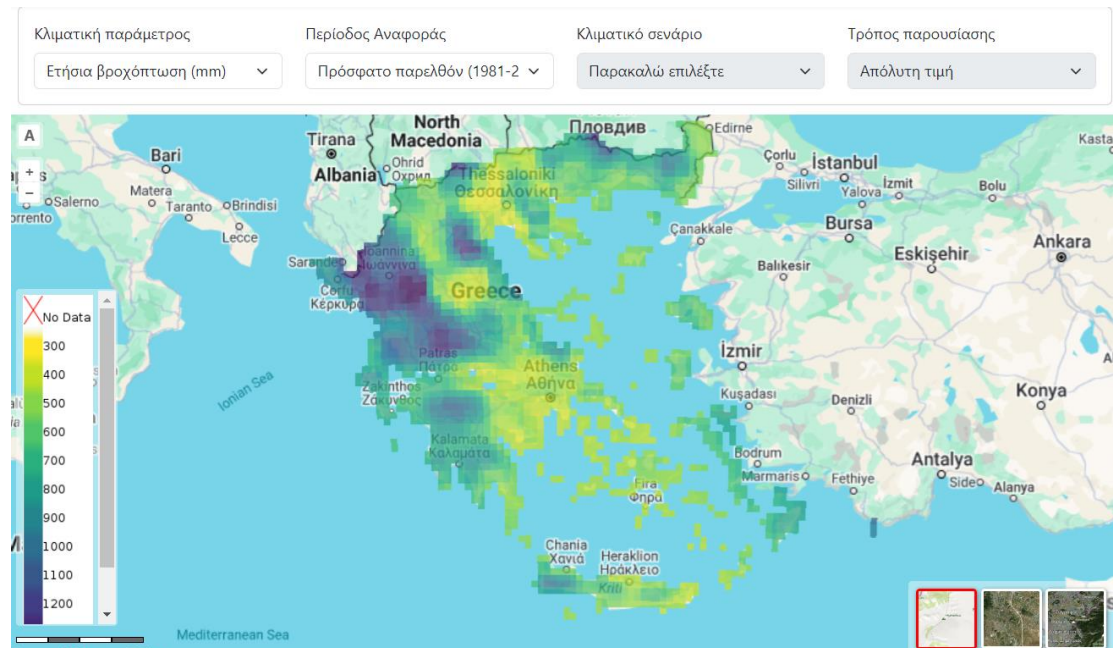 Κλιματική παράμετρος
Περίοδος Αναφοράς
Κλιματικό σενάριο
Τρόπος παρουσίασης
Ετήσια βροχόπτωση (mm)
Πρόσφατο παρελθόν (1981-2
Παρακαλώ επιλέξτε
Απόλυτη τιμή
A
+
−
North
Macedonia
Tirana
Albania
Ohrid
Охрид
Пловдив
Edirne
Çorlu
Silivri
İstanbul
Yalova
İzmit
Bolu
Kasta
Bari
Matera
Taranto
Brindisi
Salerno
orrento
Lecce
Thessaloniki
Θεσσαλονίκη
Çanakkale
Bursa
Eskişehir
Ankara
Balıkesir
Ioannina
Ιωάννινα
Corfu
Κέρκυρα
Greece
Ionian Sea
Patras
Πάτρα
Athens
Αθήνα
İzmir
Kuşadası
Denizli
Konya
Zakinthos
Ζάκυνθος
Kalamata
Καλαμάτα
Bodrum
Marmaris
Fethiye
Antalya
Side
Alanya
Fira
Φηρά
Chania
Χανιά
Heraklion
Ηράκλειο
Kriti
Mediterranean Sea
No Data
300
400
500
600
700
800
900
1000
1100
1200